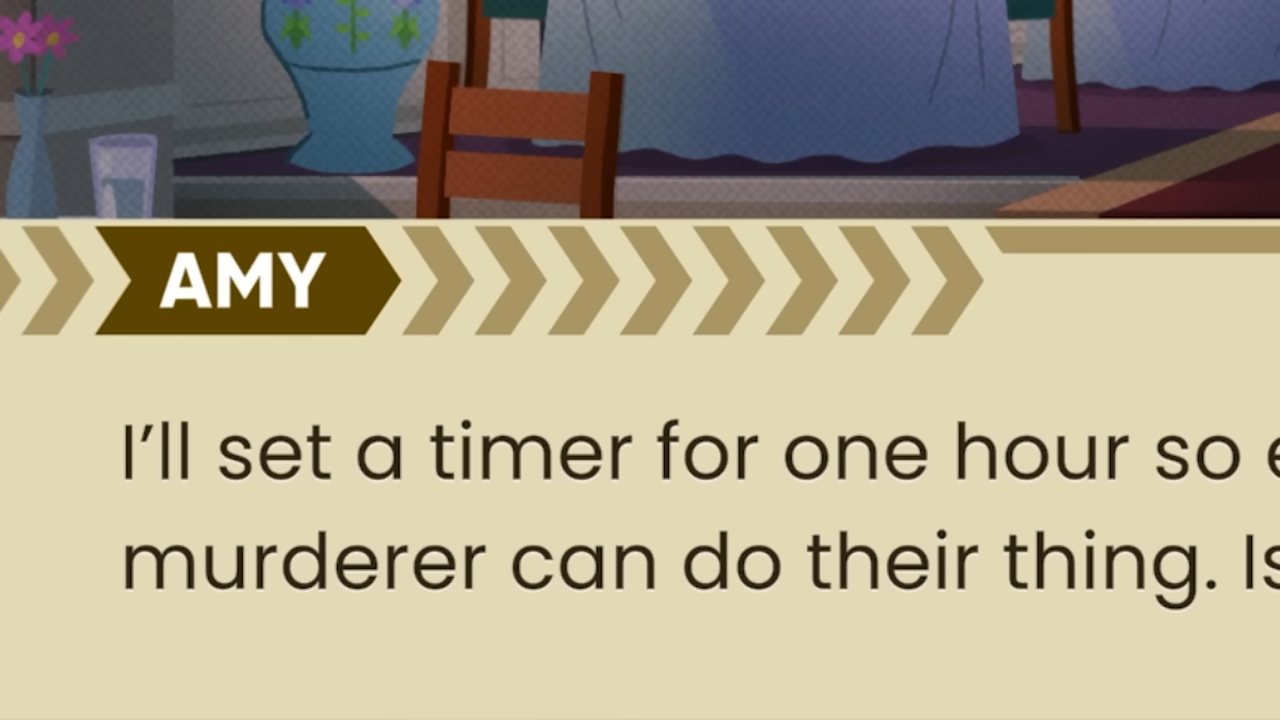 AMY
I’ll set a timer for one hour so
murderer can do their thing.